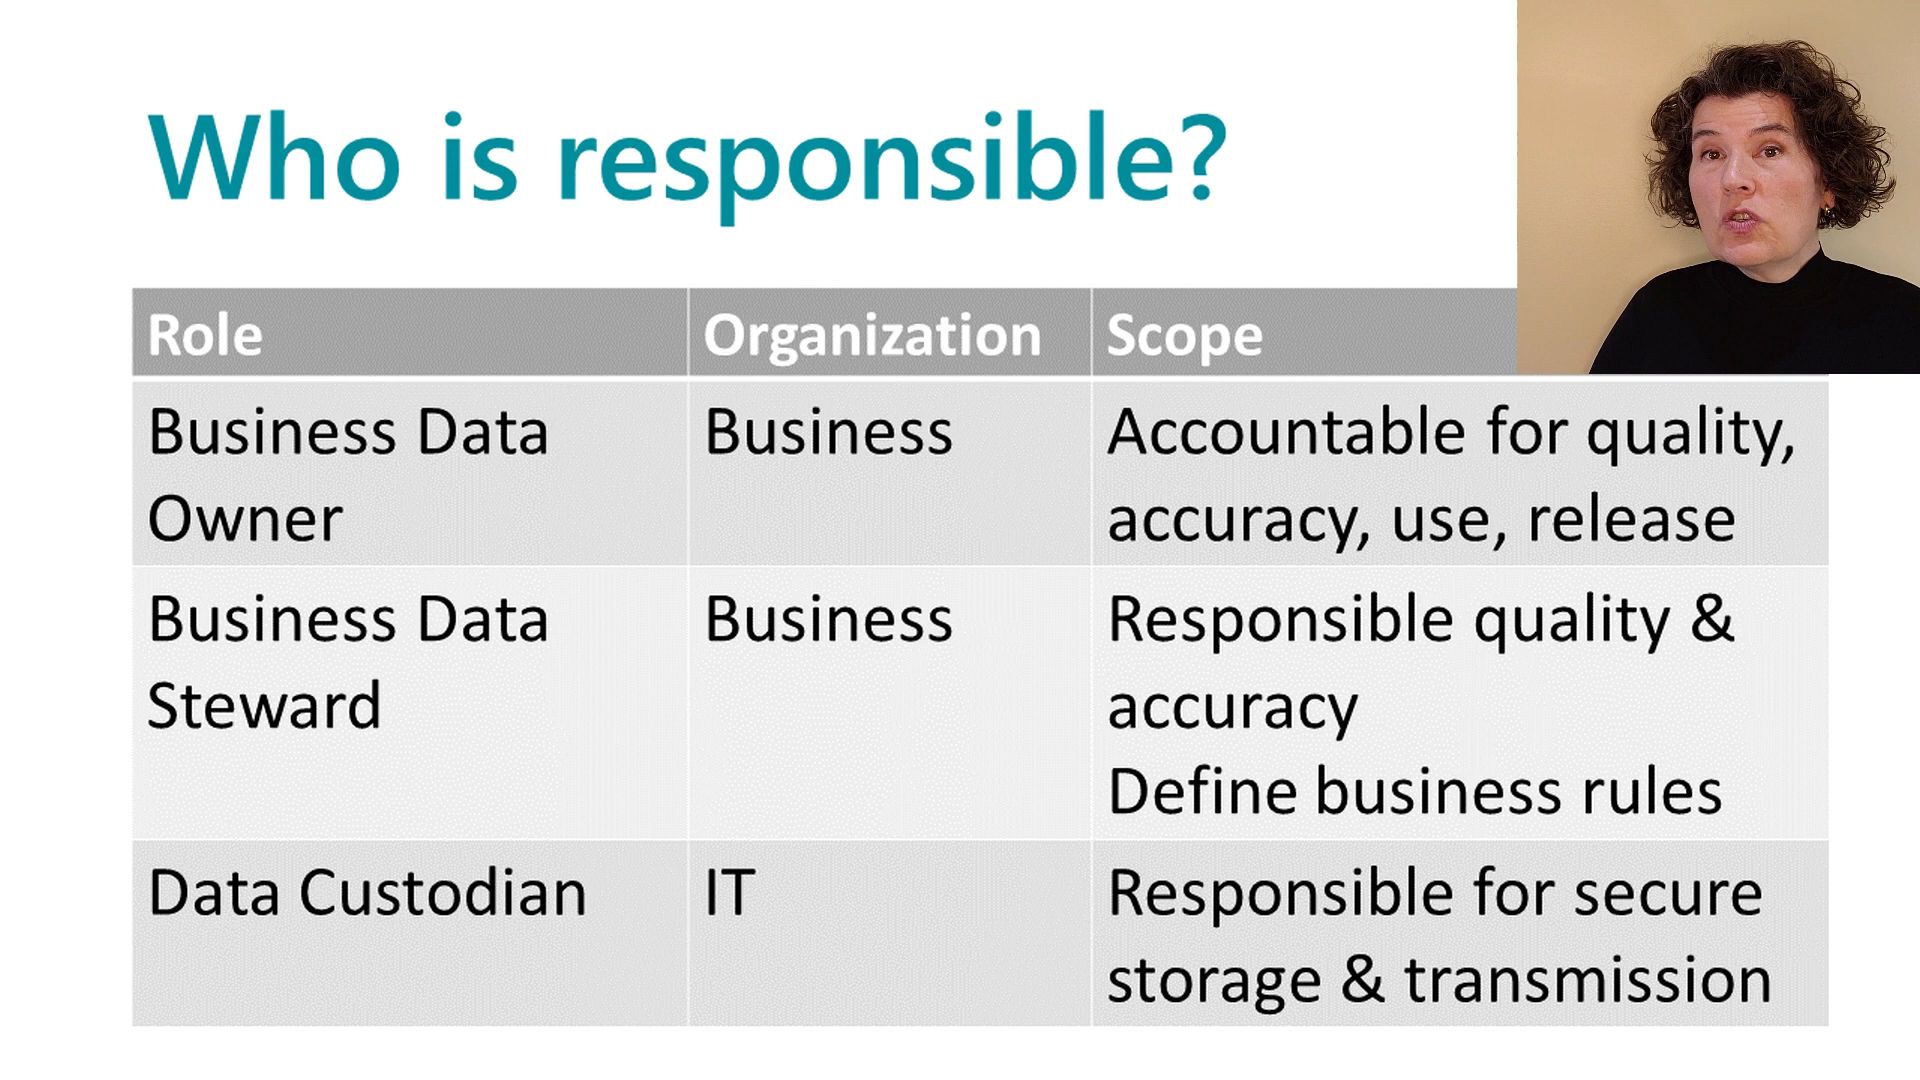 Who is responsible?
Role
Organization
Scope
Business Data
Owner
Business
Accountable for quality,
accuracy, use, release
Business Data
Steward
Business
Responsible quality &
accuracy
Define business rules
Data Custodian
IT
Responsible for secure
storage & transmission